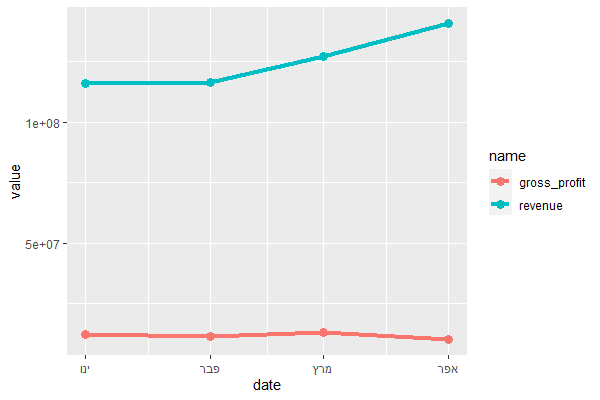 1e+08
5e+07
value
ינו
פבר
מרץ
אפר
date
name
gross_profit
revenue